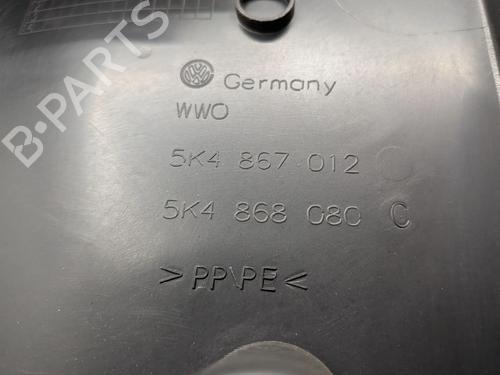 B-PARTS
Germany
WWO
5K4 867 012
5K4 868 080 C
>PP\PE<